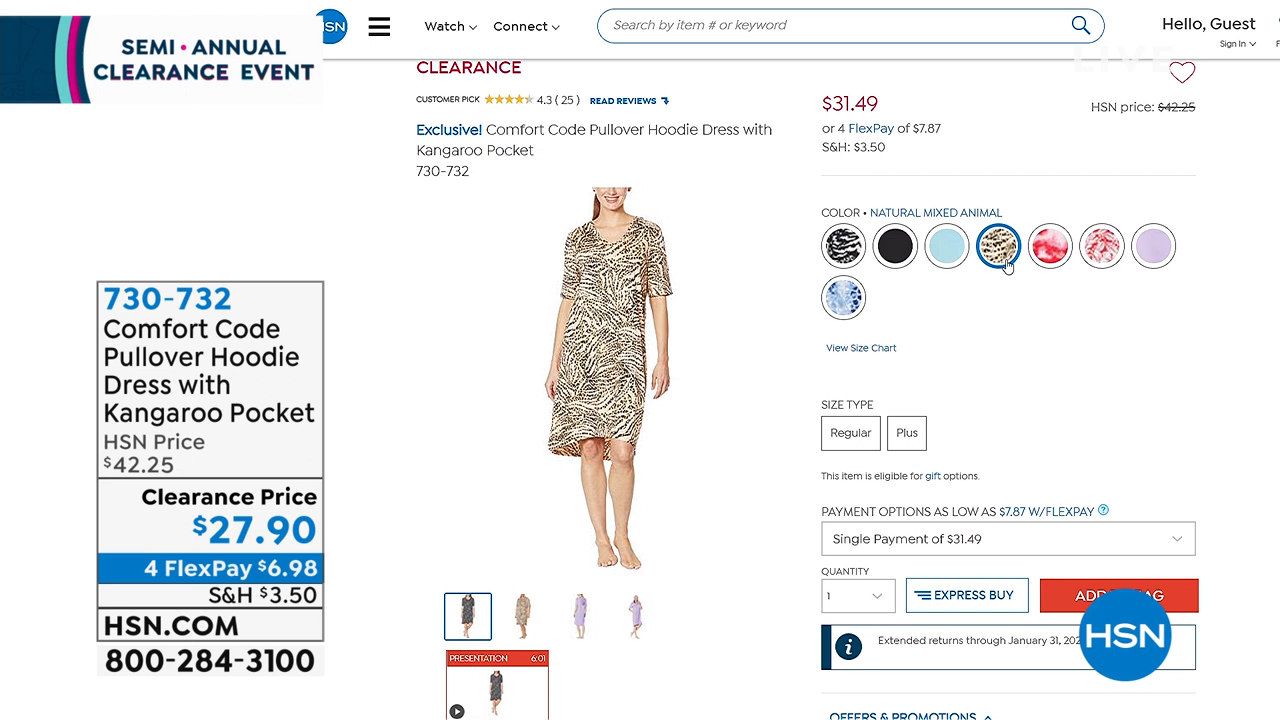 SEMI • ANNUAL
CLEARANCE EVENT
HSN
Watch
Connect
Search by item # or keyword
Hello, Guest
Sign In
LIVE
CLEARANCE
CUSTOMER PICK 4.3 ( 25 ) READ REVIEWS
Exclusive! Comfort Code Pullover Hoodie Dress with
Kangaroo Pocket
730-732
$31.49
HSN price: $42.25
or 4 FlexPay of $7.87
S&H: $3.50
COLOR • NATURAL MIXED ANIMAL
View Size Chart
SIZE TYPE
Regular
Plus
This item is eligible for gift options.
PAYMENT OPTIONS AS LOW AS $7.87 W/FLEXPAY ?
Single Payment of $31.49
QUANTITY
1
EXPRESS BUY
ADD AG
i
Extended returns through January 31, 202
HSN
OFFERS & PROMOTIONS
PRESENTATION 6:01
730-732
Comfort Code
Pullover Hoodie
Dress with
Kangaroo Pocket
HSN Price
$42.25
Clearance Price
$27.90
4 FlexPay $6.98
S&H $3.50
HSN.COM
800-284-3100